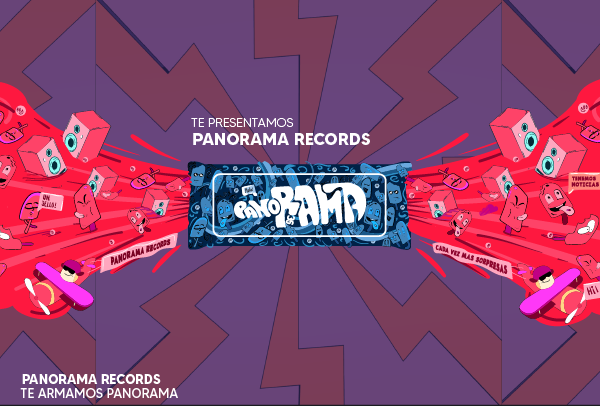 TE PRESENTAMOS
PANORAMA RECORDS
PANORAMA
UN
SELLO!
TENEMOS
NOTICIAS
PANORAMA RECORDS
CADA VEZ MAS SORPRESAS
Hi!
PANORAMA RECORDS
TE ARMAMOS PANORAMA